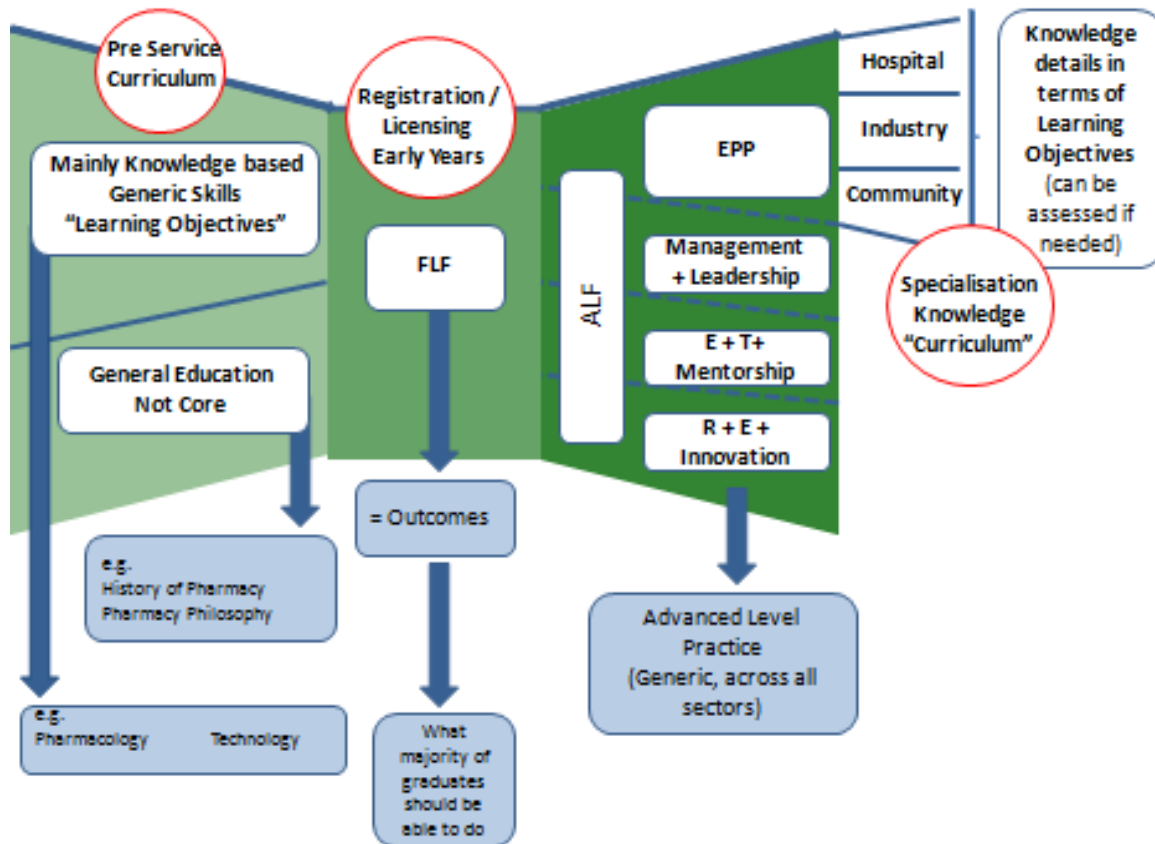 Pre Service
Curriculum
Mainly Knowledge based
Generic Skills
“Learning Objectives”
General Education
Not Core
e.g.
History of Pharmacy
Pharmacy Philosophy
e.g.
Pharmacology Technology
Registration /
Licensing
Early Years
FLF
= Outcomes
What
majority of
graduates
should be
able to do
ALF
EPP
Management
+ Leadership
E + T+
Mentorship
R + E +
Innovation
Advanced Level
Practice
(Generic, across all
sectors)
Hospital
Industry
Community
Knowledge
details in
terms of
Learning
Objectives
(can be
assessed if
needed)
Specialisation
Knowledge
“Curriculum”